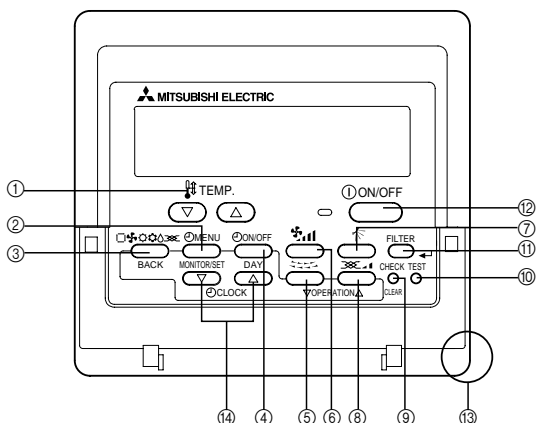 MITSUBISHI ELECTRIC
① TEMP. ON/OFF ⑫
② MENU ON/OFF ⑦
FILTER ⑪
③ BACK MONITOR/SET DAY CHECK TEST ⑩
CLOCK ▽OPERATION△ CLEAR
⑭ ④ ⑤ ⑥ ⑧ ⑨ ⑬